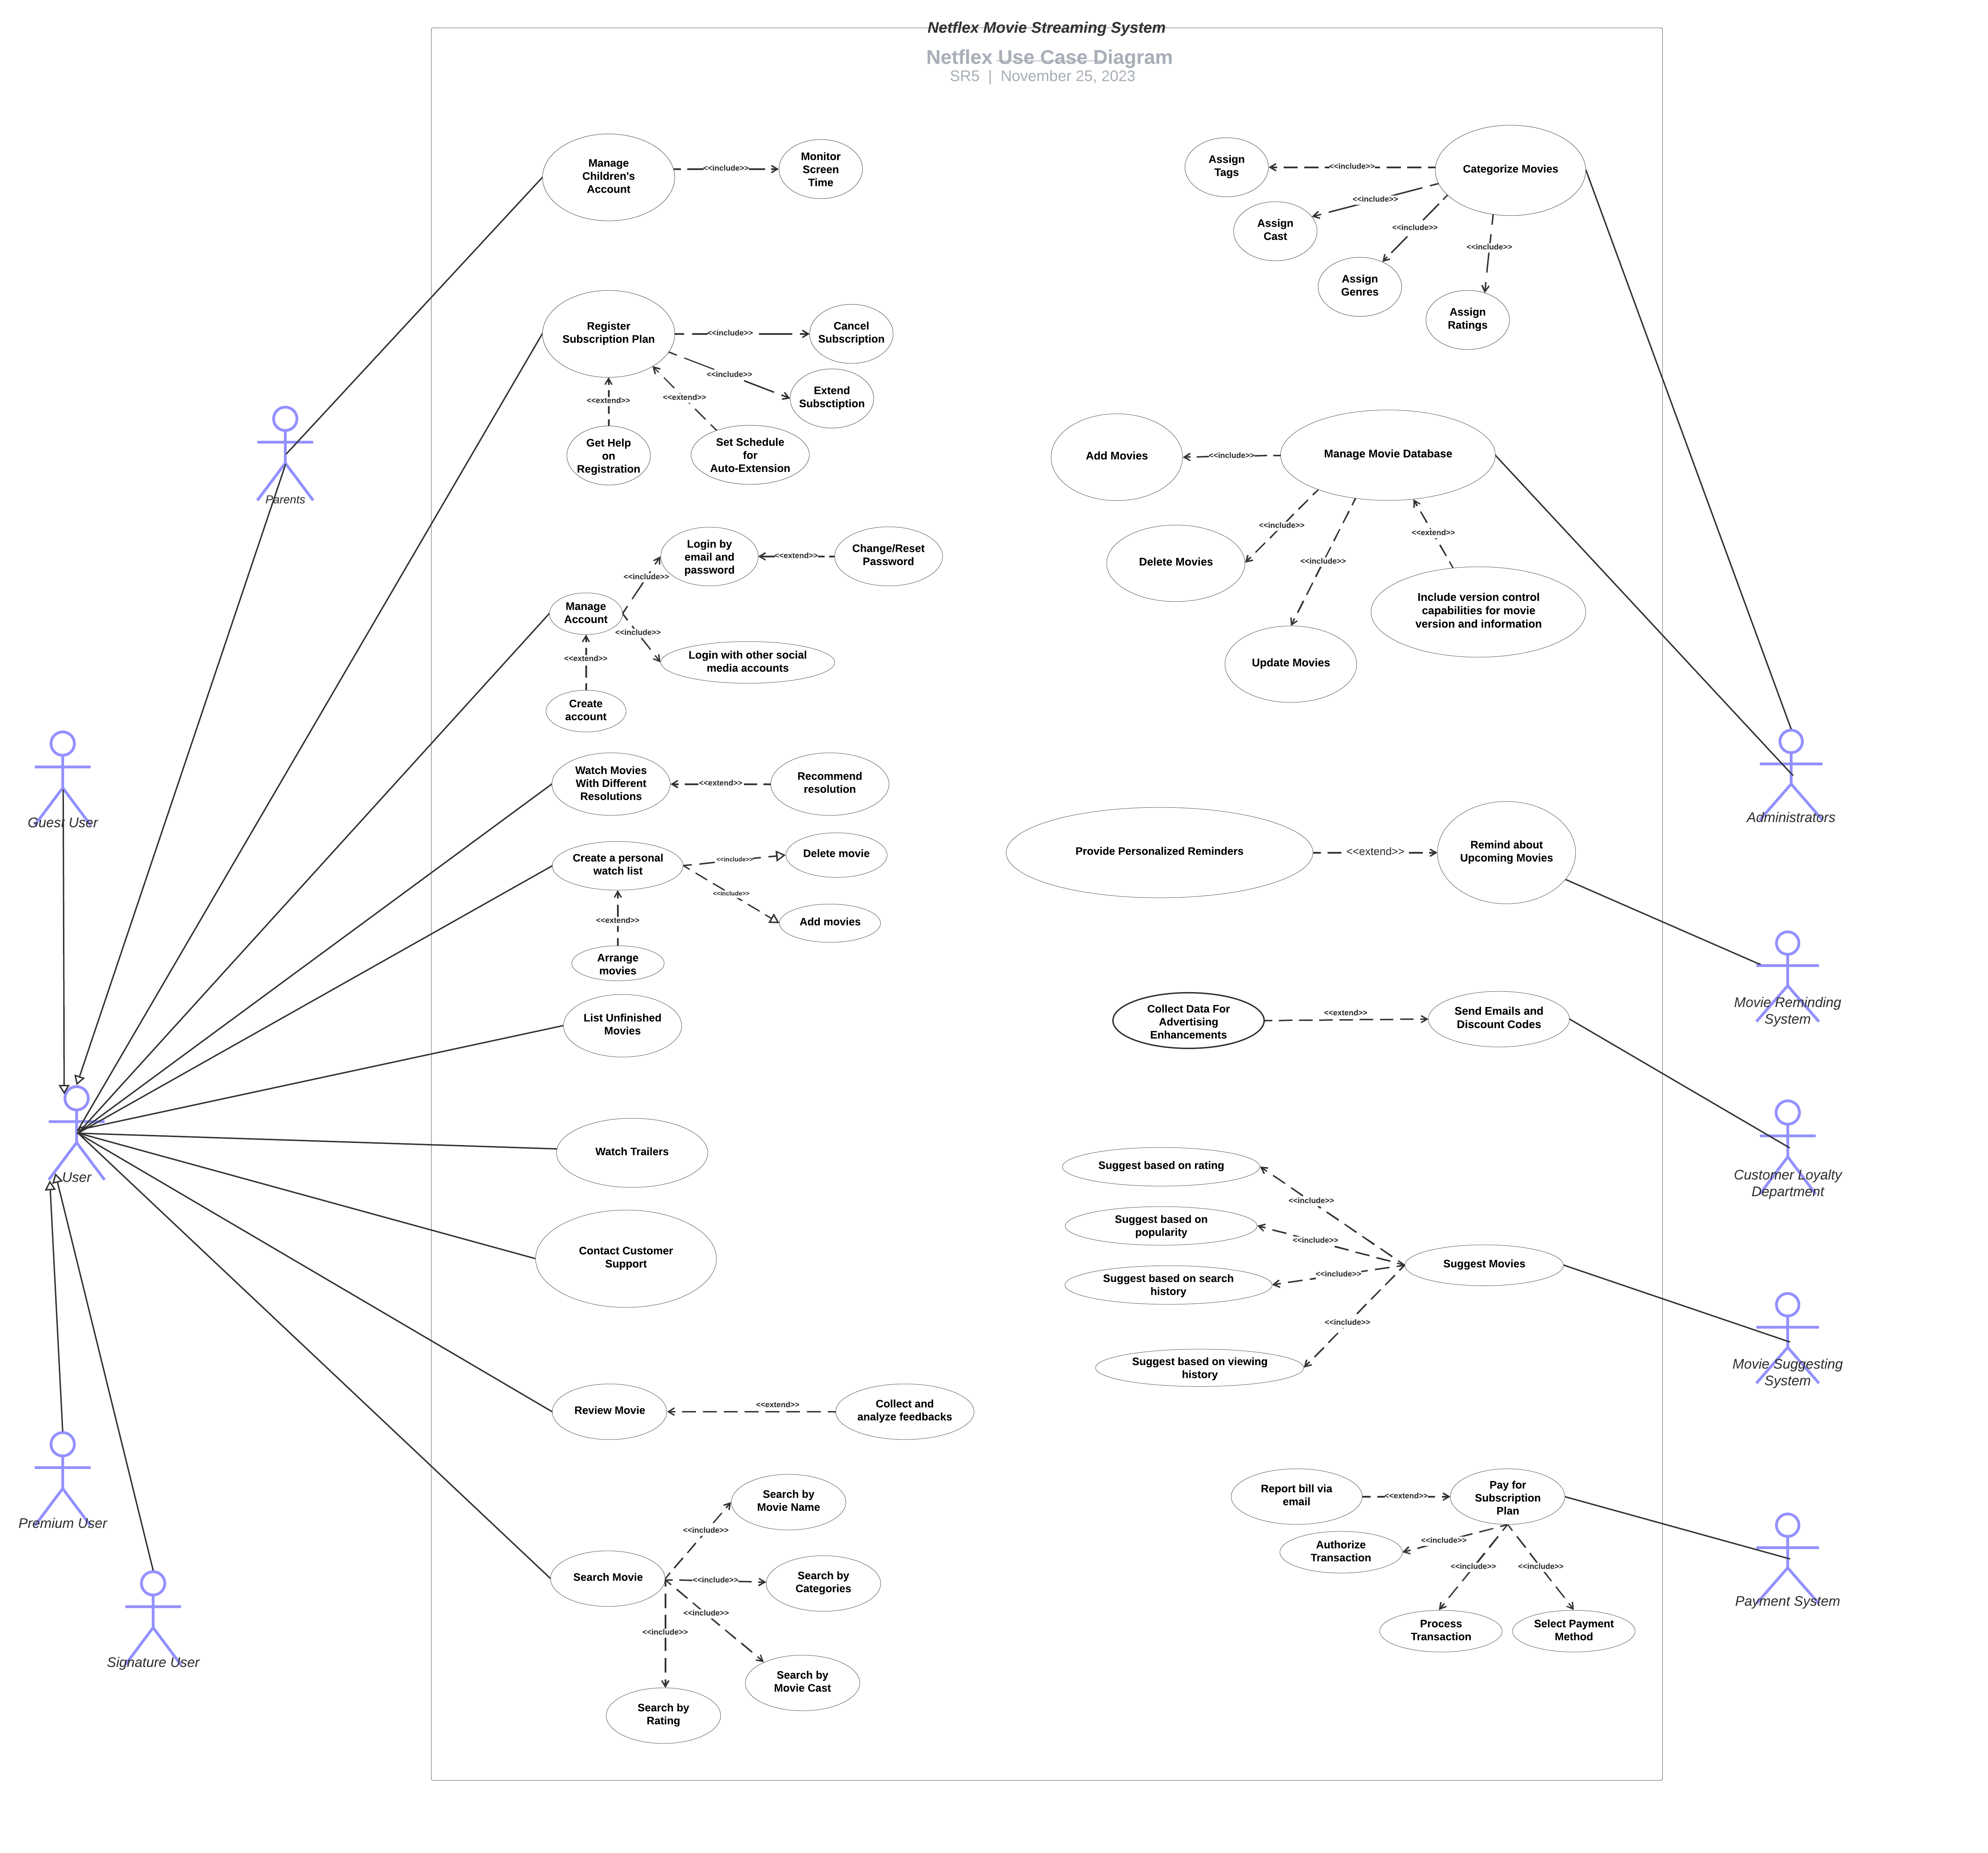 Netflex Movie Streaming System
Netflex Use Case Diagram
SR5 | November 25, 2023
Manage
Children's
Account
<<include>>
Monitor
Screen
Time
Register
Subscription Plan
<<include>>
Cancel
Subscription
<<include>>
Extend
Subsctiption
<<extend>>
Get Help
on
Registration
<<extend>>
Set Schedule
for
Auto-Extension
Parents
Login by
email and
password
<<extend>>
Change/Reset
Password
<<include>>
Manage
Account
<<include>>
Login with other social
media accounts
<<extend>>
Create
account
Guest User
Watch Movies
With Different
Resolutions
<<extend>>
Recommend
resolution
Create a personal
watch list
<<include>>
Delete movie
<<include>>
Add movies
<<extend>>
Arrange
movies
List Unfinished
Movies
User
Watch Trailers
Contact Customer
Support
Review Movie
<<extend>>
Collect and
analyze feedbacks
Premium User
Signature User
Search Movie
<<include>>
Search by
Movie Name
<<include>>
Search by
Categories
<<include>>
Search by
Movie Cast
<<include>>
Search by
Rating
Assign
Tags
<<include>>
Categorize Movies
<<include>>
Assign
Cast
<<include>>
Assign
Genres
<<include>>
Assign
Ratings
Add Movies
<<include>>
Manage Movie Database
<<include>>
Delete Movies
<<include>>
Update Movies
<<extend>>
Include version control
capabilities for movie
version and information
Administrators
Provide Personalized Reminders
<<extend>>
Remind about
Upcoming Movies
Movie Reminding
System
Collect Data For
Advertising
Enhancements
<<extend>>
Send Emails and
Discount Codes
Customer Loyalty
Department
Suggest based on rating
<<include>>
Suggest based on
popularity
<<include>>
Suggest based on search
history
<<include>>
Suggest Movies
<<include>>
Suggest based on viewing
history
Movie Suggesting
System
Report bill via
email
<<extend>>
Pay for
Subscription
Plan
Authorize
Transaction
<<include>>
<<include>>
<<include>>
Process
Transaction
Select Payment
Method
Payment System